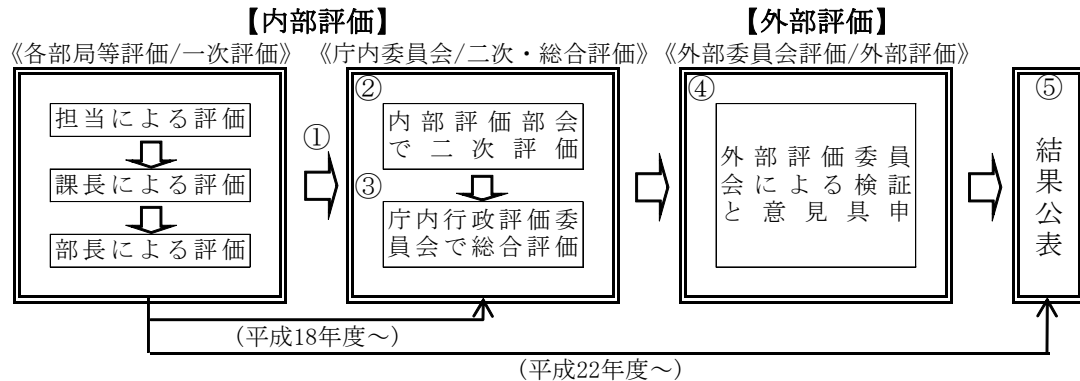 【内部評価】
【外部評価】
《各部局等評価/一次評価》
《庁内委員会/二次・総合評価》
《外部委員会評価/外部評価》
担当による評価
課長による評価
部長による評価
①
②
内部評価部会
で二次評価
③
庁内行政評価委
員会で総合評価
④
外部評価委員
会による検証
と意見具申
⑤
結果公表
（平成18年度～）
（平成22年度～）